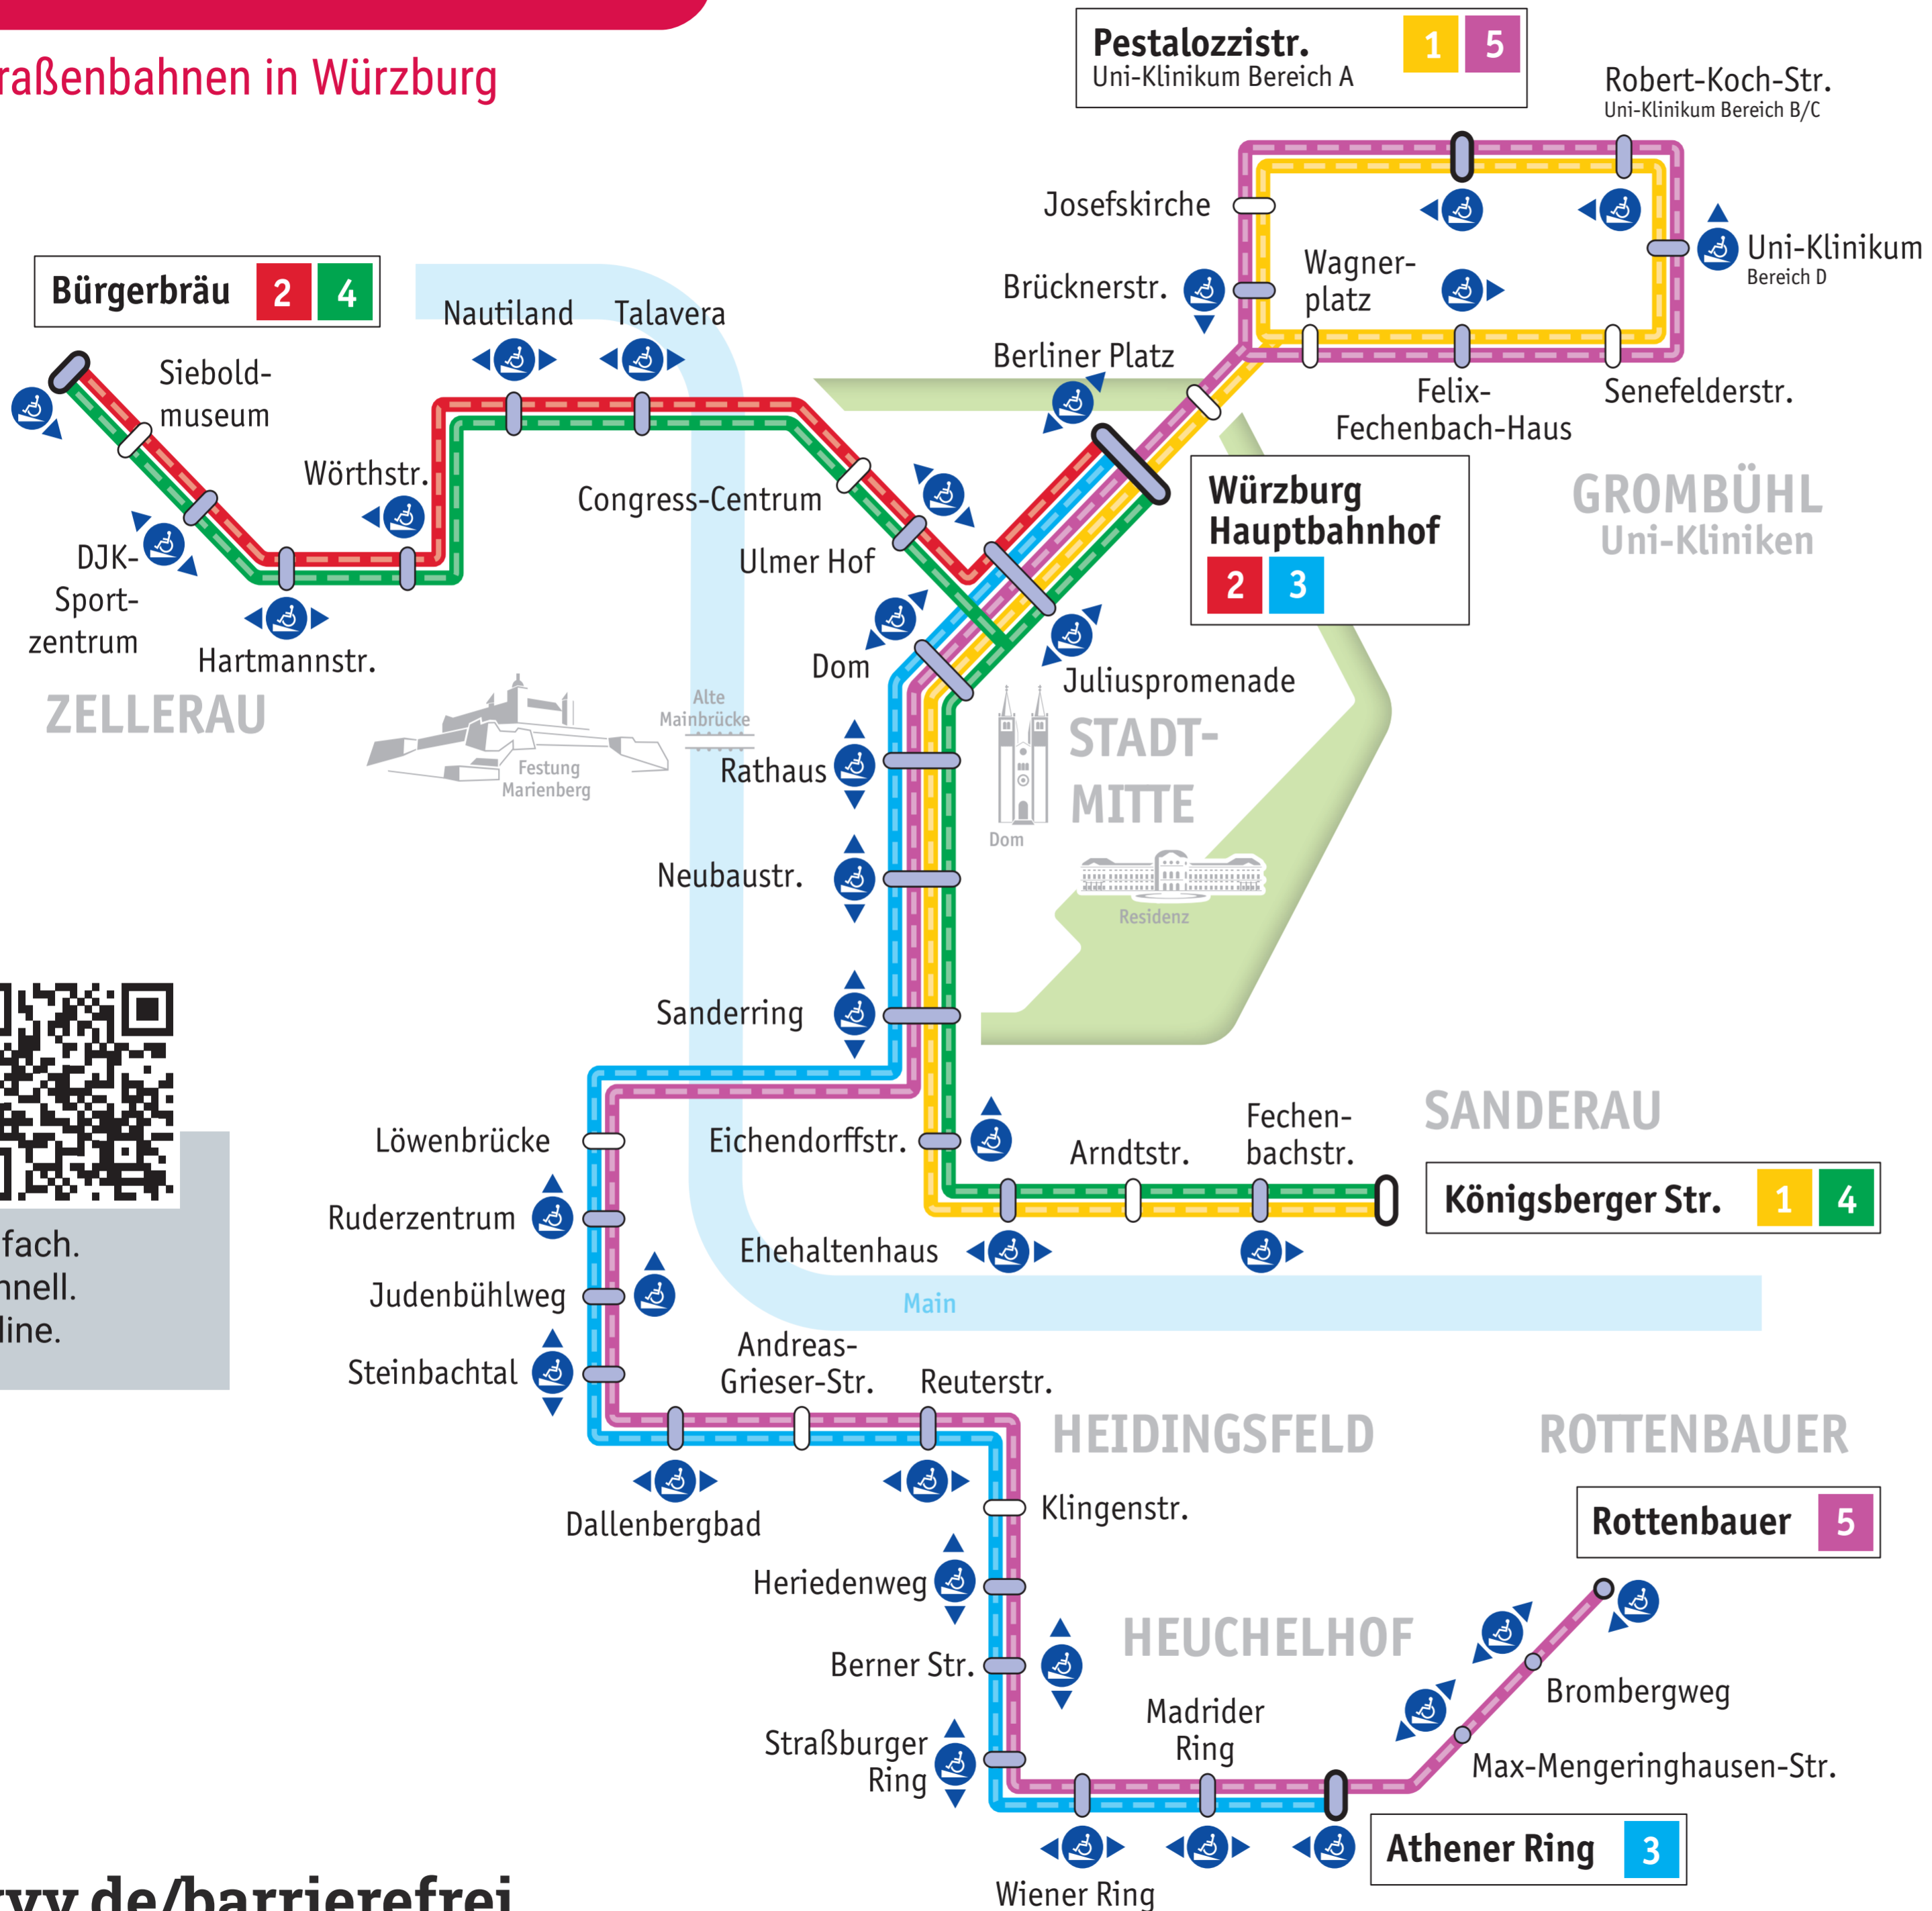 raßenbahnen in Würzburg
Pestalozzistr.
Uni-Klinikum Bereich A
1 5
Robert-Koch-Str.
Uni-Klinikum Bereich B/C
Josefskirche
Uni-Klinikum
Bereich D
Wagner-
platz
Brücknerstr.
Berliner Platz
Felix-
Fechenbach-Haus
Senefelderstr.
Bürgerbräu 2 4
Nautiland
Talavera
Siebold-
museum
Wörthstr.
Congress-Centrum
Ulmer Hof
DJK-
Sport-
zentrum
Hartmannstr.
Würzburg
Hauptbahnhof
2 3
GROMBÜHL
Uni-Kliniken
Dom
Juliuspromenade
ZELLERAU
Festung
Marienberg
Alte
Mainbrücke
STADT-
MITTE
Dom
Residenz
Rathaus
Neubaustr.
Sanderring
Löwenbrücke
Eichendorffstr.
Arndtstr.
Fechen-
bachstr.
SANDERAU
Königsberger Str. 1 4
Ruderzentrum
Ehehaltenhaus
fach.
nnell.
line.
Judenbühlweg
Main
Steinbachtal
Andreas-
Grieser-Str.
Reuterstr.
HEIDINGSFELD
ROTTENBAUER
Dallenbergbad
Klingenstr.
Rottenbauer 5
Heriedenweg
HEUCHELHOF
Berner Str.
Brombergweg
Madrider
Ring
Straßburger
Ring
Max-Mengeringhausen-Str.
Athener Ring 3
Wiener Ring
vv.de/barrierefrei